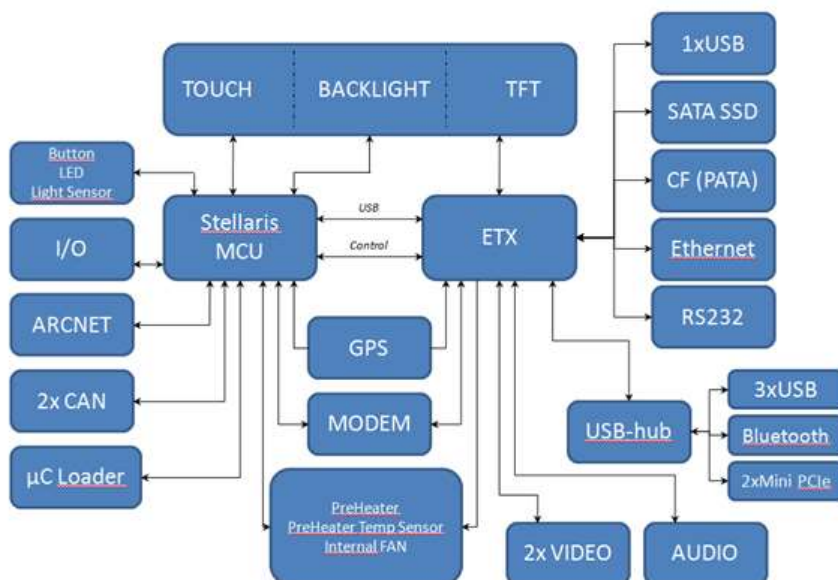 TOUCH BACKLIGHT TFT
1xUSB
SATA SSD
CF (PATA)
Ethernet
RS232
Button
LED
Light Sensor
I/O
ARCNET
2x CAN
µC Loader
Stellaris
MCU
USB
Control
ETX
GPS
MODEM
PreHeater
PreHeater Temp Sensor
Internal FAN
USB-hub
3xUSB
Bluetooth
2xMini PCIe
2x VIDEO
AUDIO